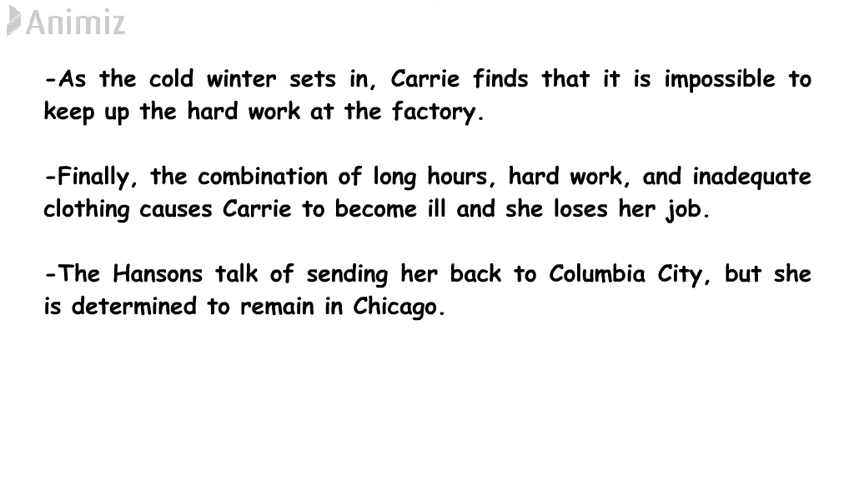 Animiz
-As the cold winter sets in, Carrie finds that it is impossible to
keep up the hard work at the factory.
-Finally, the combination of long hours, hard work, and inadequate
clothing causes Carrie to become ill and she loses her job.
-The Hansons talk of sending her back to Columbia City, but she
is determined to remain in Chicago.